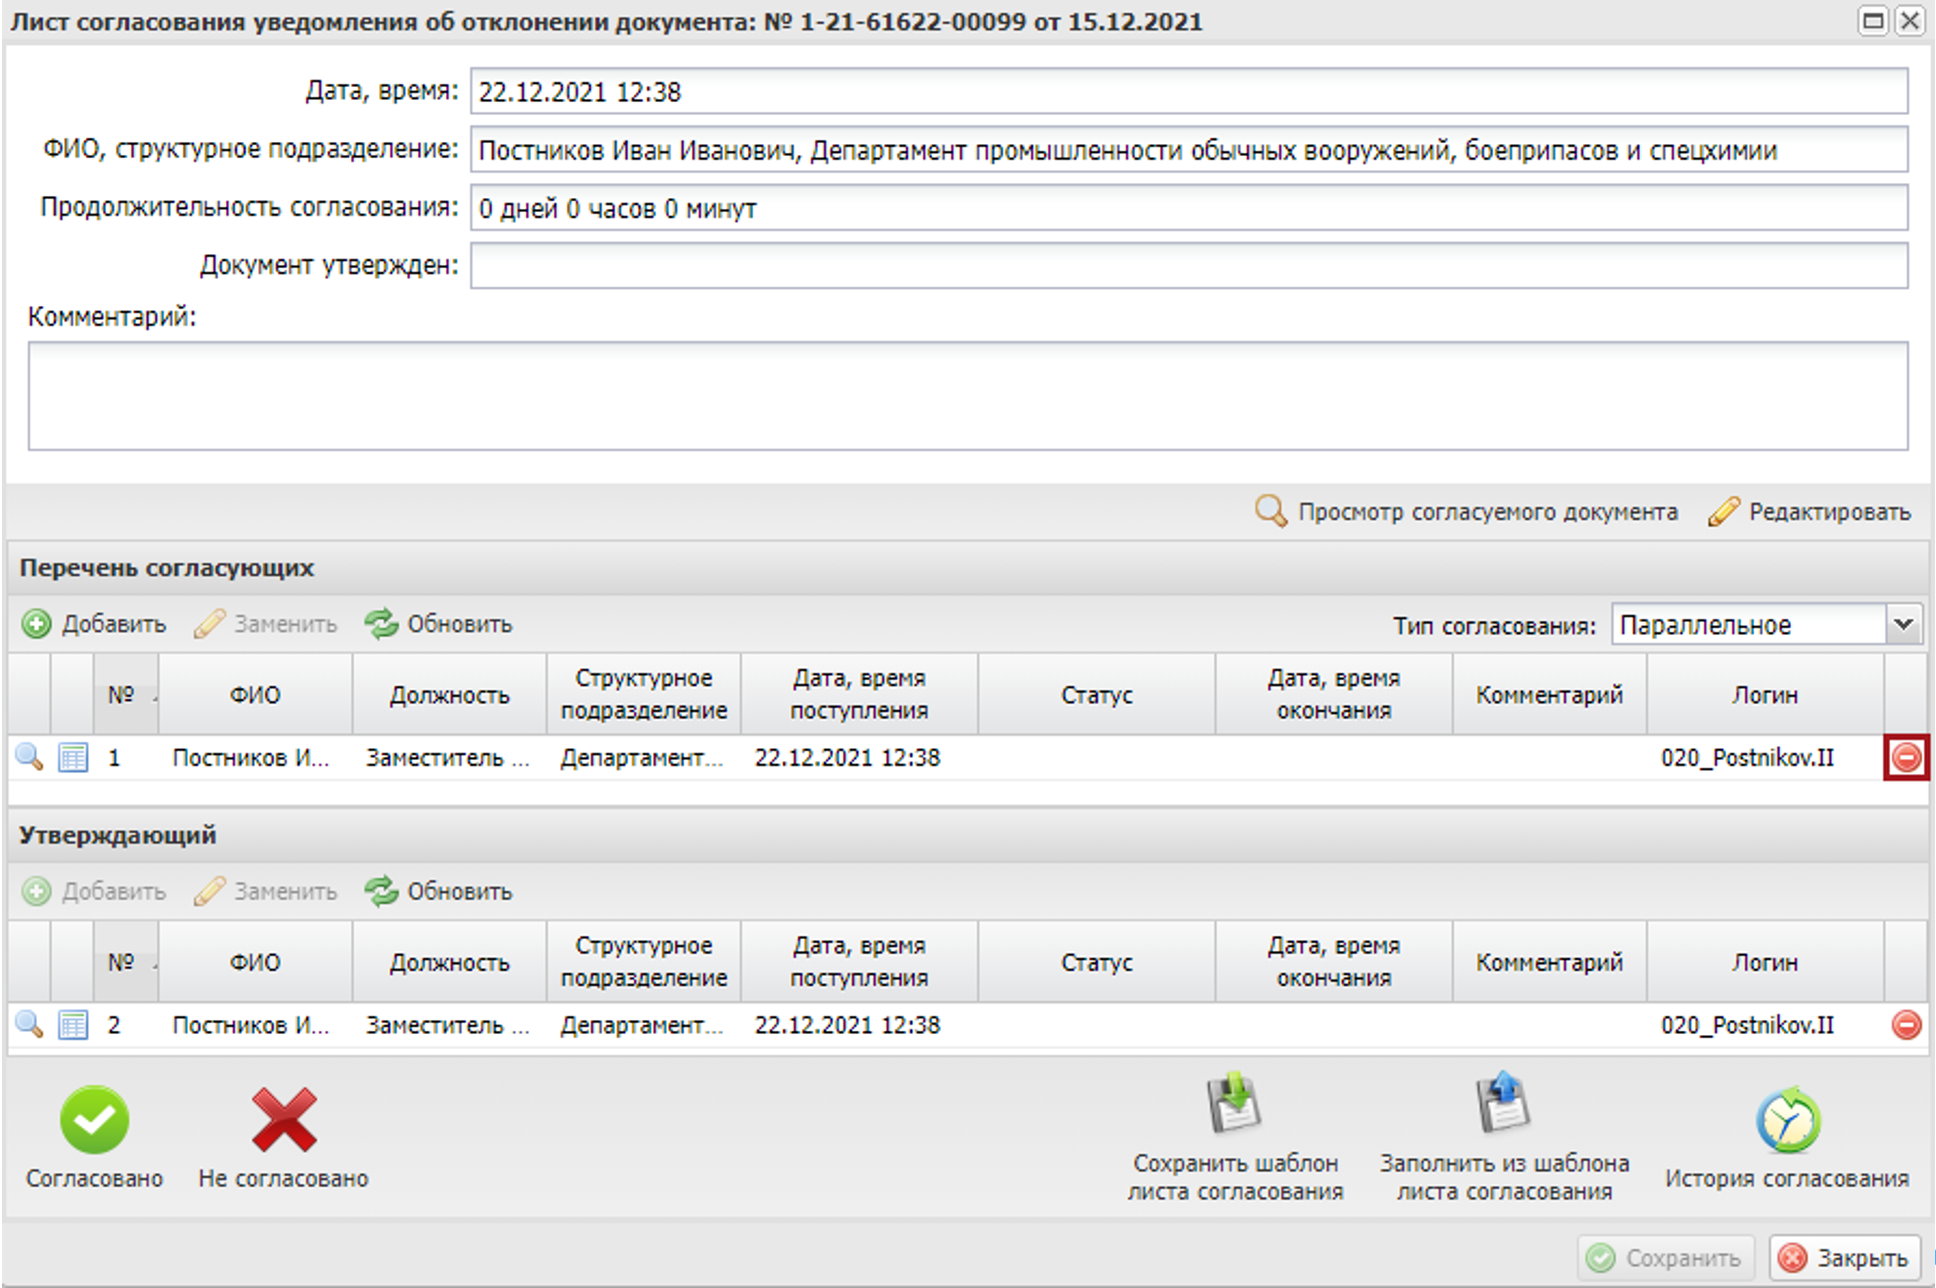 Лист согласования уведомления об отклонении документа: № 1-21-61622-00099 от 15.12.2021
Дата, время: 22.12.2021 12:38
ФИО, структурное подразделение: Постников Иван Иванович, Департамент промышленности обычных вооружений, боеприпасов и спецхимии
Продолжительность согласования: 0 дней 0 часов 0 минут
Документ утвержден:
Комментарий:
Просмотр согласуемого документа Редактировать
Перечень согласующих
Добавить Заменить Обновить Тип согласования: Параллельное
№ ФИО Должность Структурное подразделение Дата, время поступления Статус Дата, время окончания Комментарий Логин
1 Постников И... Заместитель ... Департамент... 22.12.2021 12:38 020_Postnikov.II
Утверждающий
Добавить Заменить Обновить
№ ФИО Должность Структурное подразделение Дата, время поступления Статус Дата, время окончания Комментарий Логин
2 Постников И... Заместитель ... Департамент... 22.12.2021 12:38 020_Postnikov.II
Согласовано Не согласовано Сохранить шаблон листа согласования Заполнить из шаблона листа согласования История согласования
Сохранить Закрыть